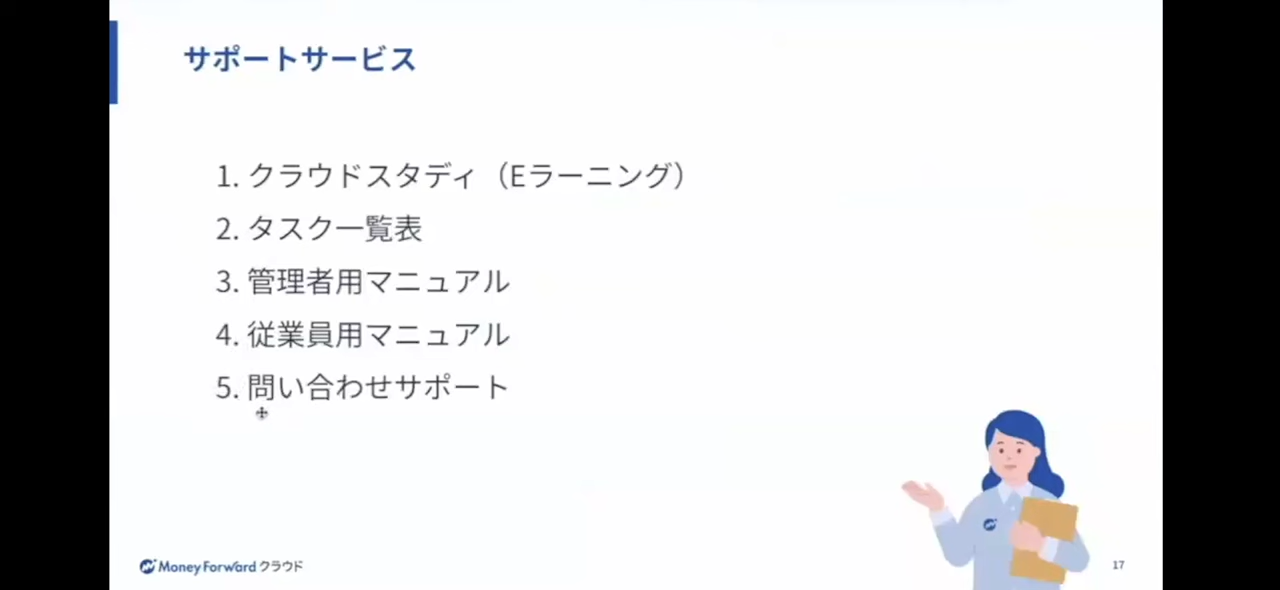 サポートサービス
1. クラウドスタディ（Eラーニング）
2. タスク一覧表
3. 管理者用マニュアル
4. 従業員用マニュアル
5. 問い合わせサポート
Money Forward クラウド
17